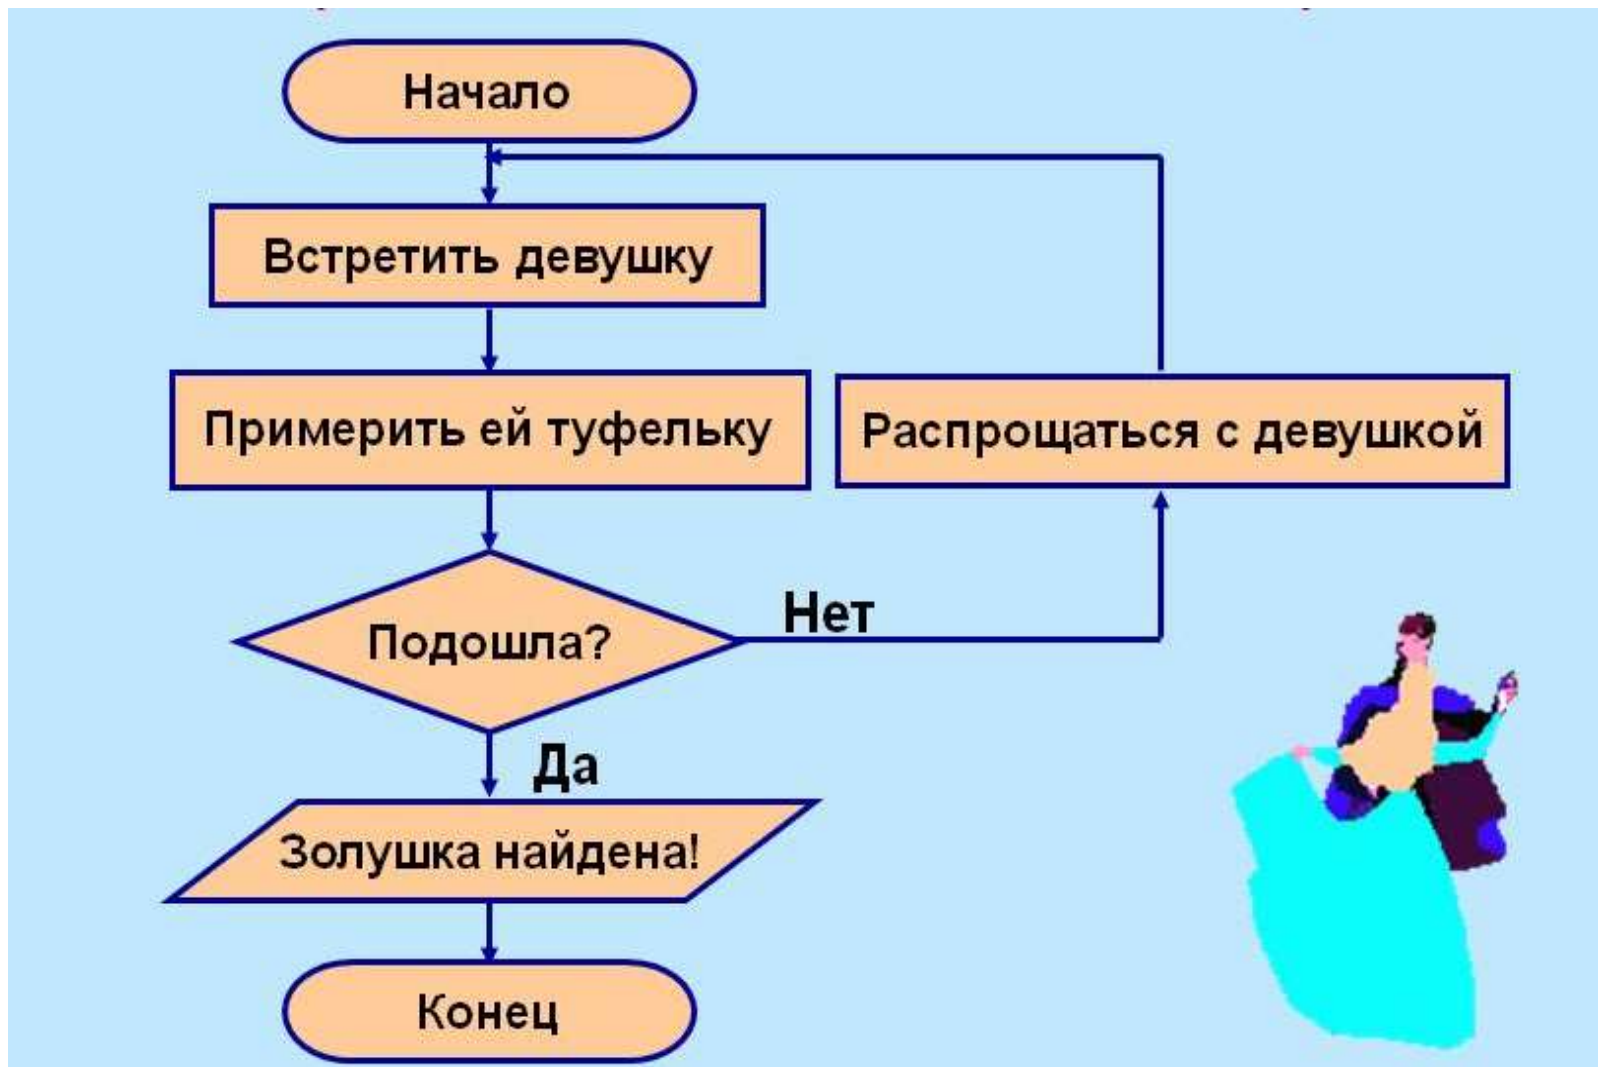 Начало
Встретить девушку
Примерить ей туфельку
Распрощаться с девушкой
Подошла?
Нет
Да
Золушка найдена!
Конец